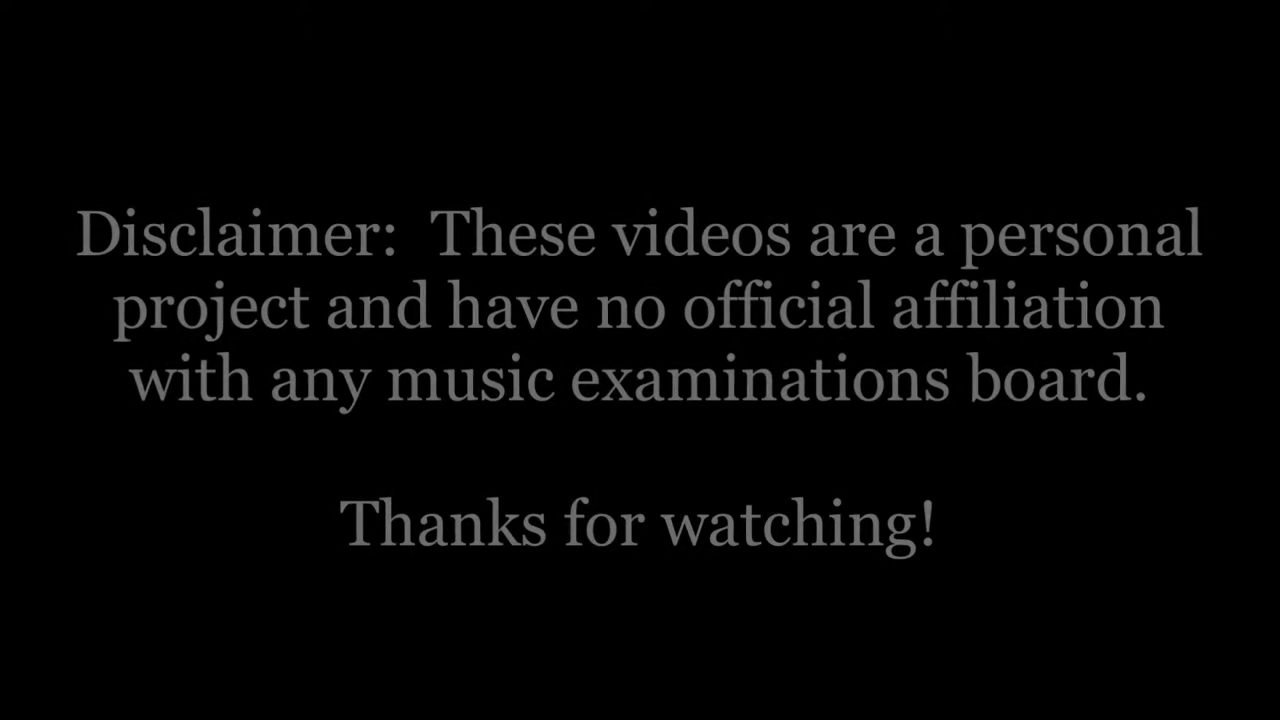 Disclaimer:  These videos are a personal
project and have no official affiliation
with any music examinations board.
Thanks for watching!